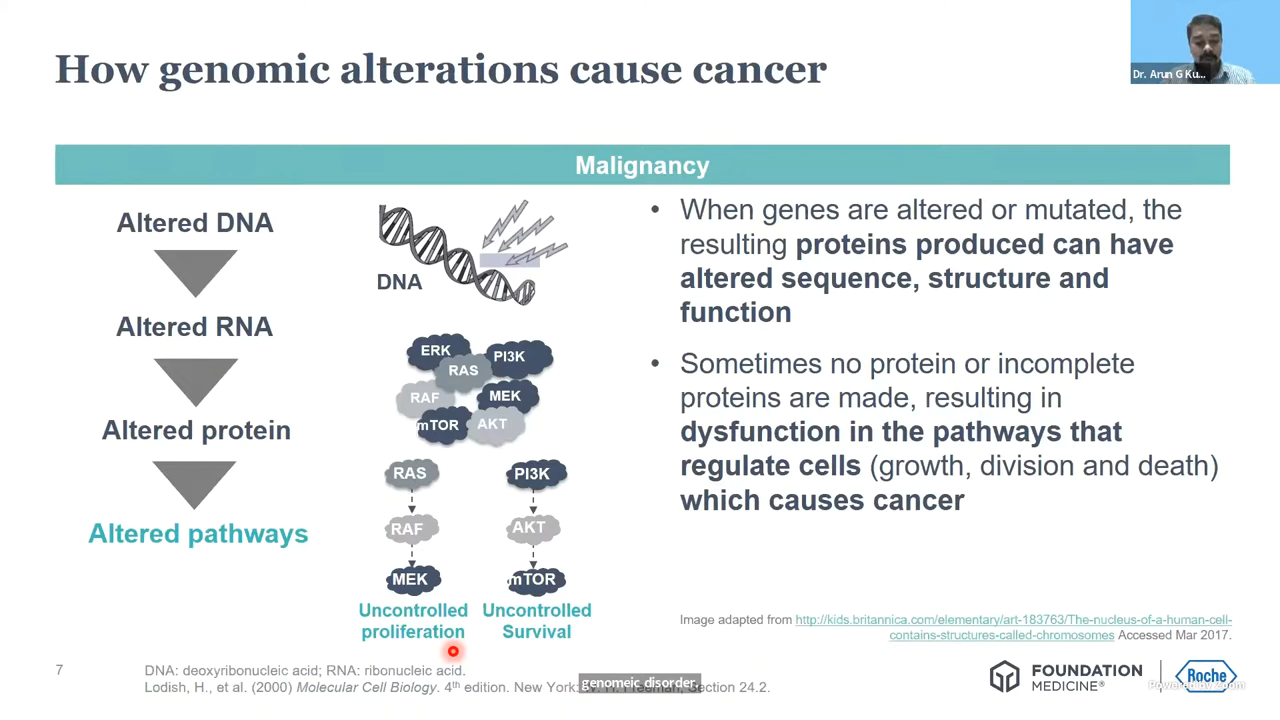 How genomic alterations cause cancer
Dr. Arun G Ku...
Malignancy
Altered DNA
Altered RNA
Altered protein
Altered pathways
DNA
ERK
PI3K
RAS
RAF
MEK
mTOR
AKT
RAS
PI3K
RAF
AKT
MEK
mTOR
Uncontrolled
proliferation
Uncontrolled
Survival
• When genes are altered or mutated, the
resulting proteins produced can have
altered sequence, structure and
function
• Sometimes no protein or incomplete
proteins are made, resulting in
dysfunction in the pathways that
regulate cells (growth, division and death)
which causes cancer
Image adapted from http://kids.britannica.com/elementary/art-183763/The-nucleus-of-a-human-cell-
contains-structures-called-chromosomes Accessed Mar 2017.
7
DNA: deoxyribonucleic acid; RNA: ribonucleic acid.
Lodish, H., et al. (2000) Molecular Cell Biology. 4th edition. New York: Section 24.2.
genomeic disorder.
FOUNDATION
MEDICINE®
Roche
Powered by Zoom